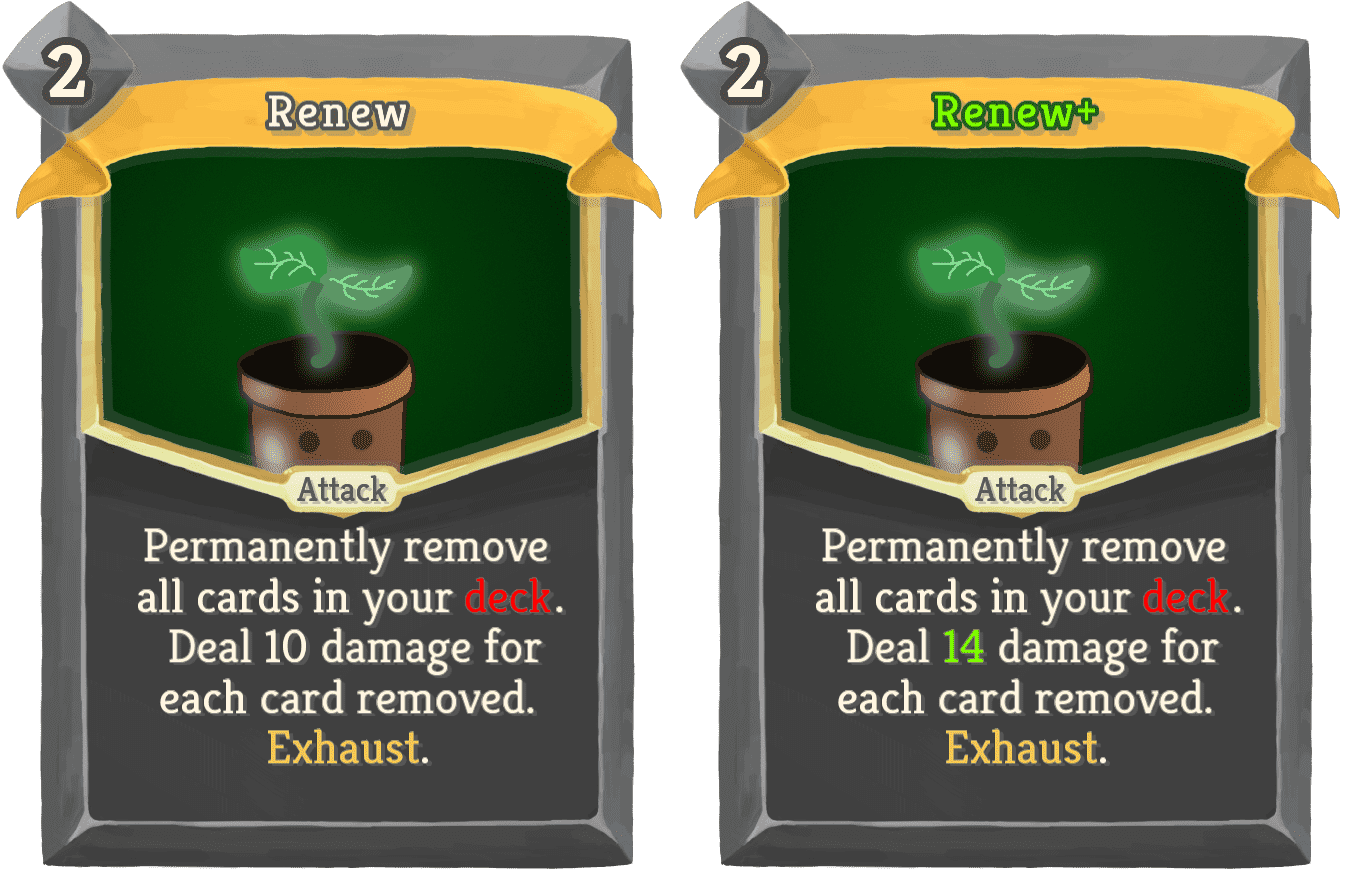 2
Renew
Attack
Permanently remove
all cards in your deck.
Deal 10 damage for
each card removed.
Exhaust.
2
Renew+
Attack
Permanently remove
all cards in your deck.
Deal 14 damage for
each card removed.
Exhaust.